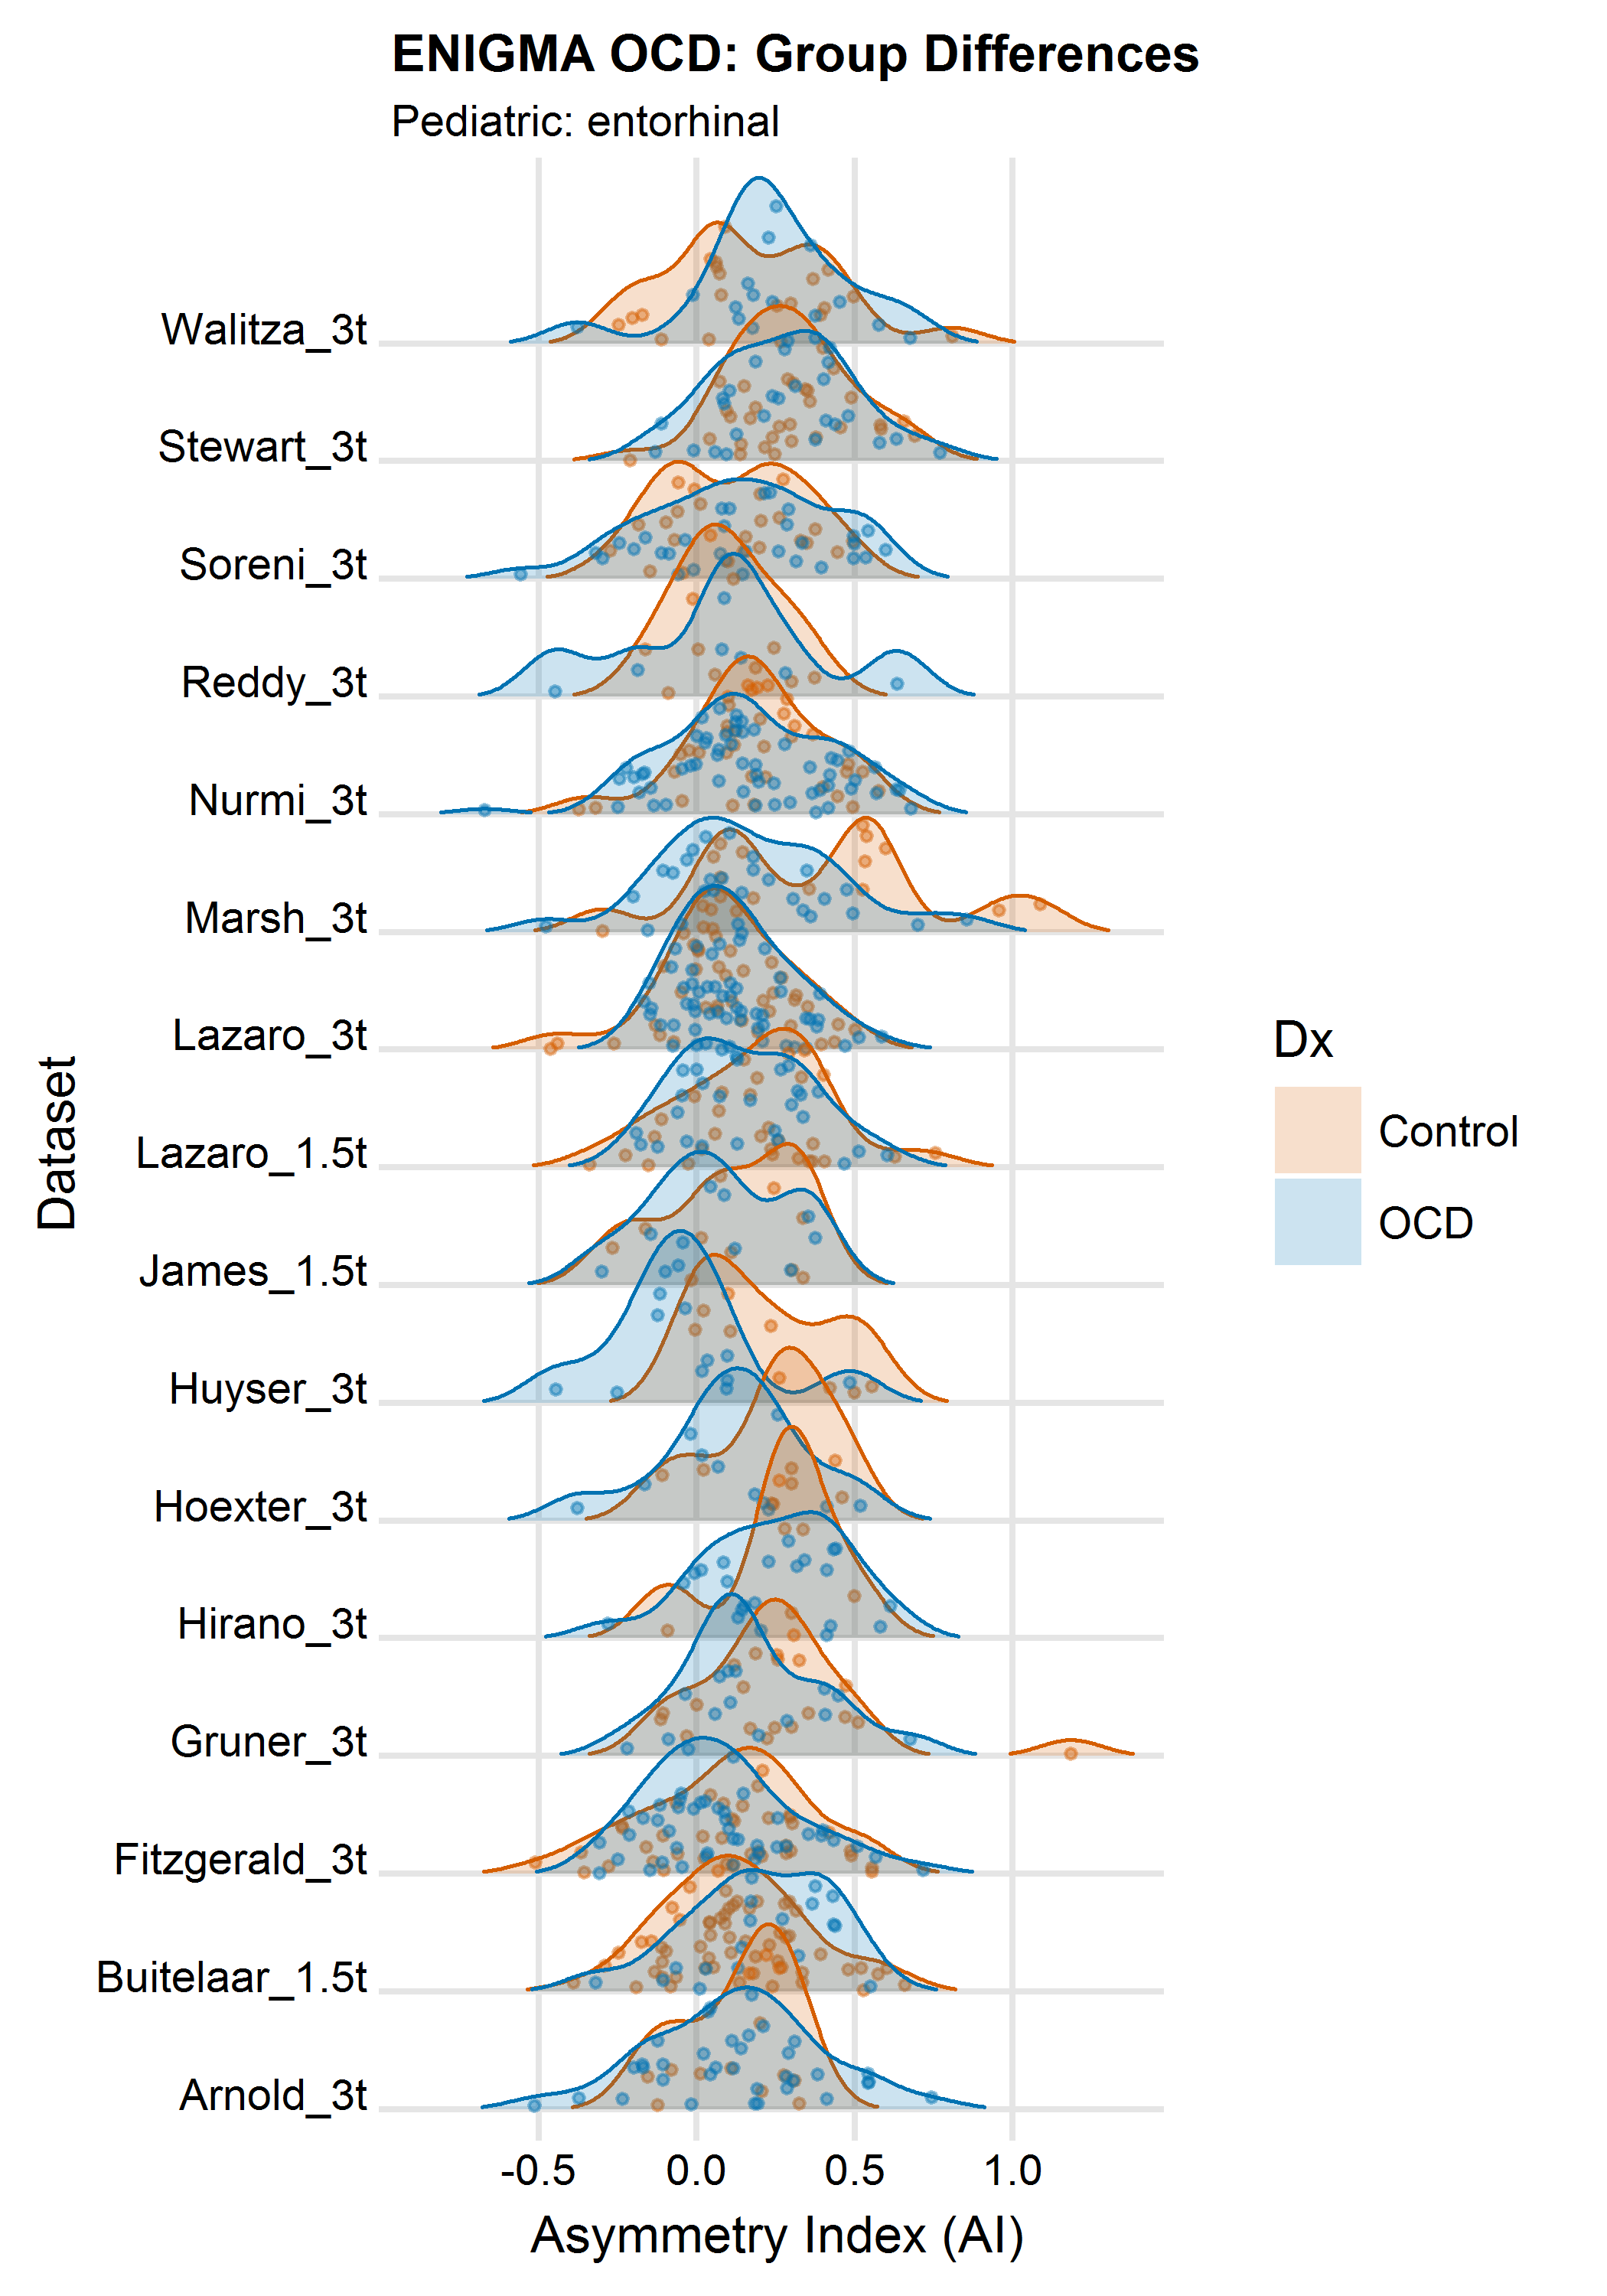 ENIGMA OCD: Group Differences
Pediatric: entorhinal
Walitza_3t
Stewart_3t
Soreni_3t
Reddy_3t
Nurmi_3t
Marsh_3t
Lazaro_3t
Lazaro_1.5t
James_1.5t
Huyser_3t
Hoexter_3t
Hirano_3t
Gruner_3t
Fitzgerald_3t
Buitelaar_1.5t
Arnold_3t
Dataset
-0.5 0.0 0.5 1.0
Asymmetry Index (AI)
Dx
Control
OCD